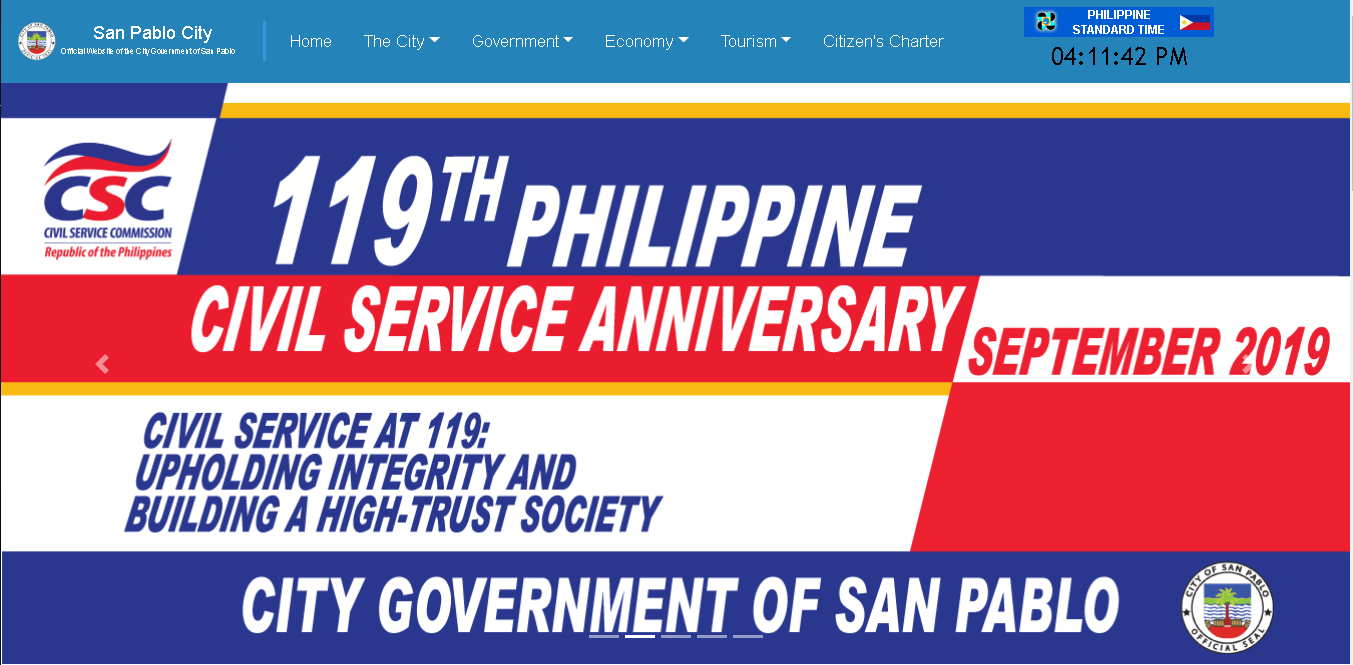 San Pablo City
Official Website of the City Government of San Pablo
Home
The City
Government
Economy
Tourism
Citizen's Charter
PHILIPPINE
STANDARD TIME
04:11:42 PM
CSC
CIVIL SERVICE COMMISSION
Republic of the Philippines
119TH PHILIPPINE
CIVIL SERVICE ANNIVERSARY
SEPTEMBER 2019
CIVIL SERVICE AT 119:
UPHOLDING INTEGRITY AND
BUILDING A HIGH-TRUST SOCIETY
CITY GOVERNMENT OF SAN PABLO
CITY OF SAN PABLO
OFFICIAL SEAL